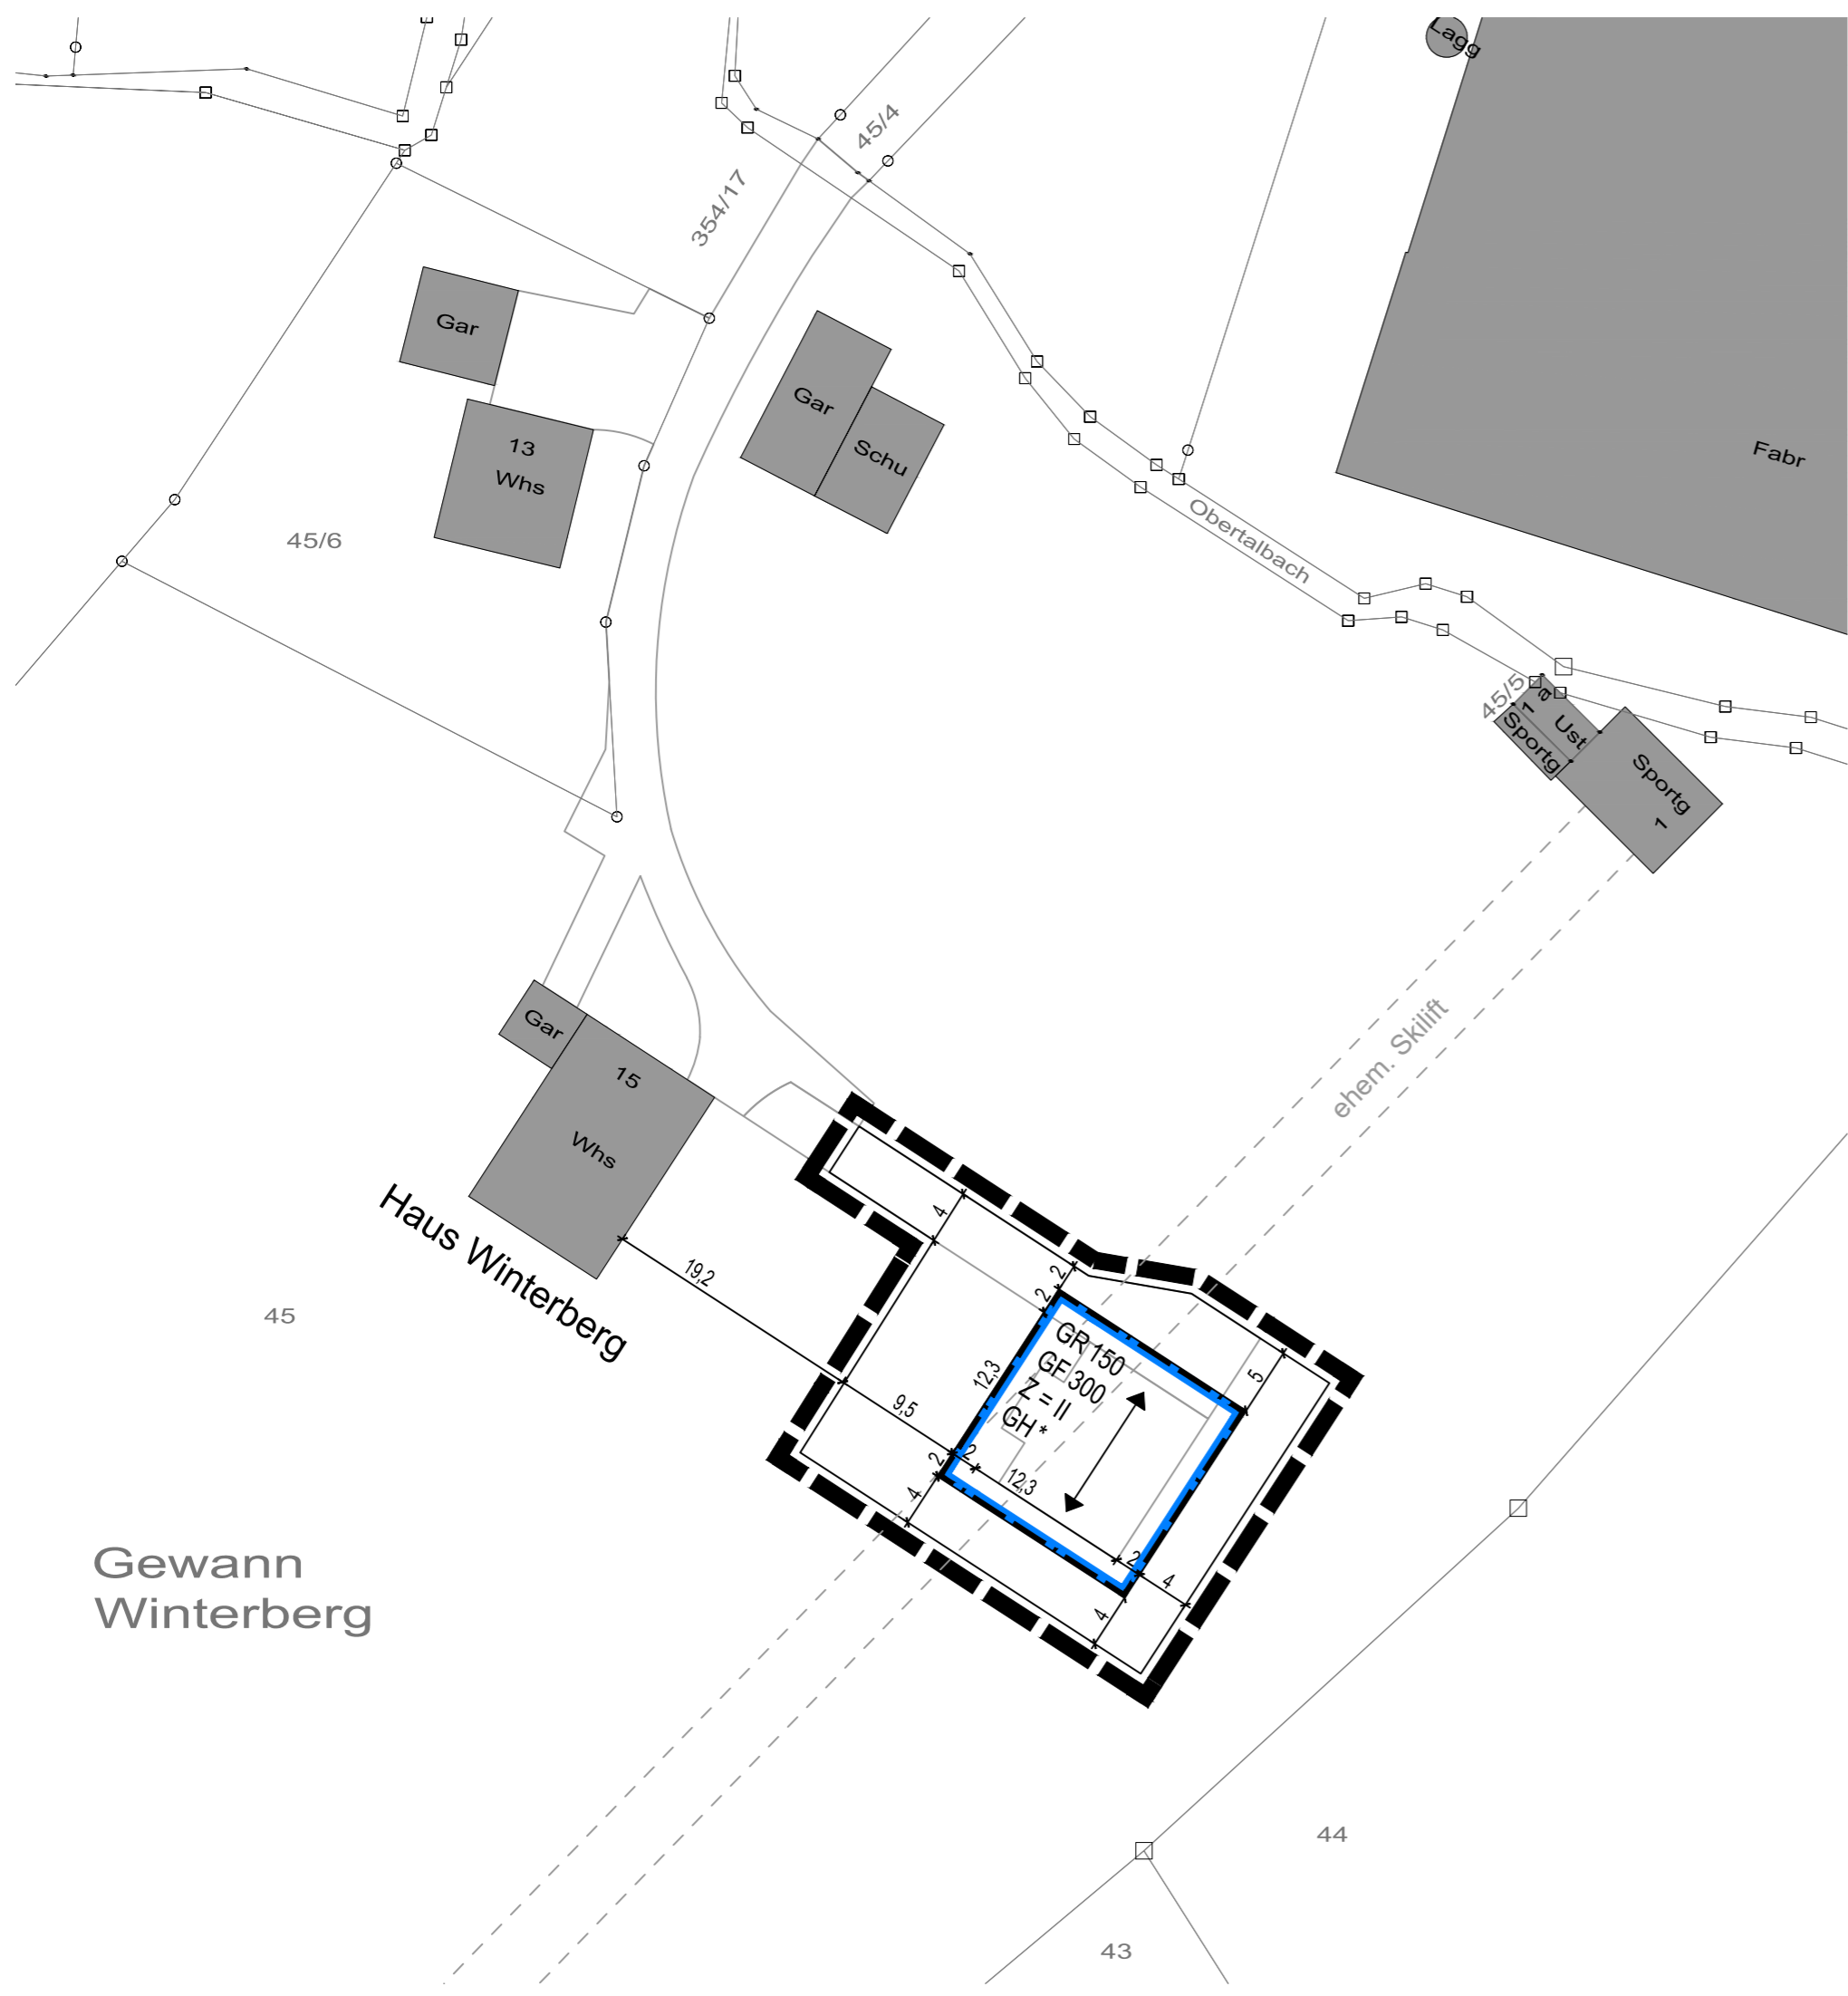 Lagg
45/4
354/17
Gar
Gar
13
Whs
Schu
Fabr
Obertalbach
45/6
45/5
1 a
Ust
Sportg
Sportg
1
ehem. Skilift
Gar
15
Whs
Haus Winterberg
4
19,2
2
2
45
GR 150
GF 300
Z = II
GH *
12,3
5
9,5
2
2
12,3
4
2
4
4
Gewann
Winterberg
44
43